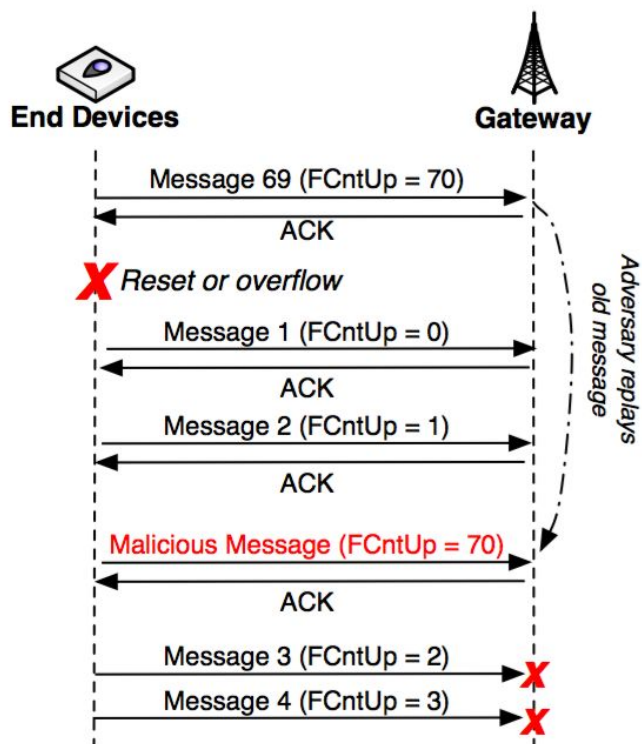 End Devices
Gateway
Message 69 (FCntUp = 70)
ACK
X Reset or overflow
Message 1 (FCntUp = 0)
ACK
Message 2 (FCntUp = 1)
ACK
Adversary replays
old message
Malicious Message (FCntUp = 70)
ACK
Message 3 (FCntUp = 2)
X
Message 4 (FCntUp = 3)
X